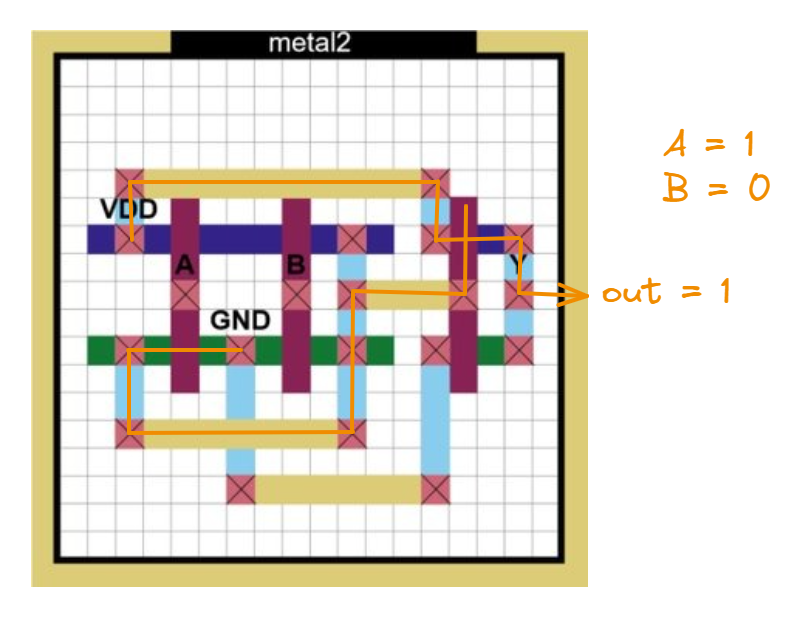 metal2
A = 1
B = 0
VDD
A
B
Y
out = 1
GND